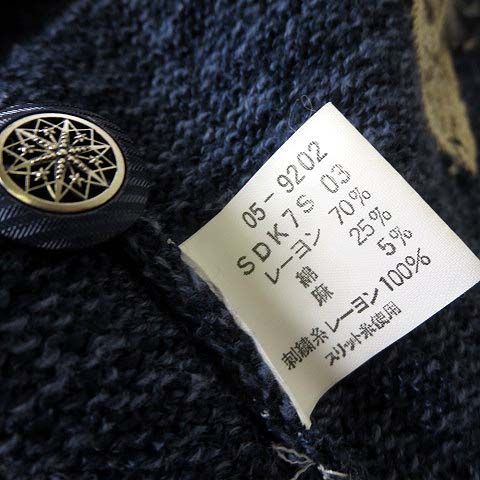 05-9202
SDK7S 03
レーヨン 70%
綿 25%
麻 5%
刺繍糸レーヨン100%
スリット糸使用